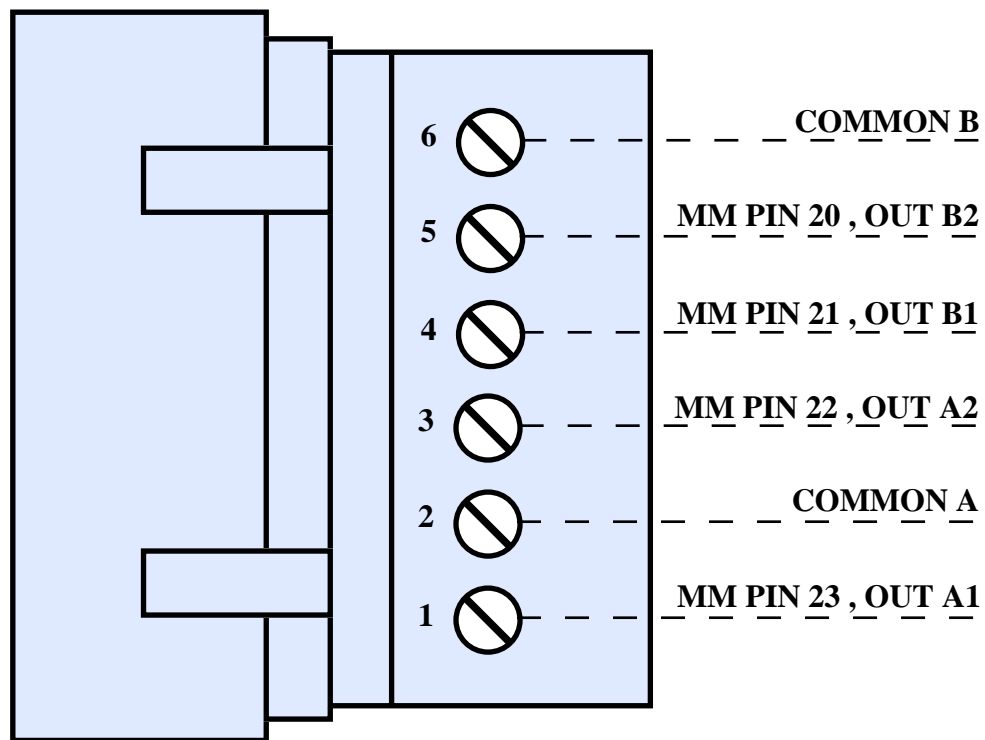 6 COMMON B
5 MM PIN 20 , OUT B2
4 MM PIN 21 , OUT B1
3 MM PIN 22 , OUT A2
2 COMMON A
1 MM PIN 23 , OUT A1